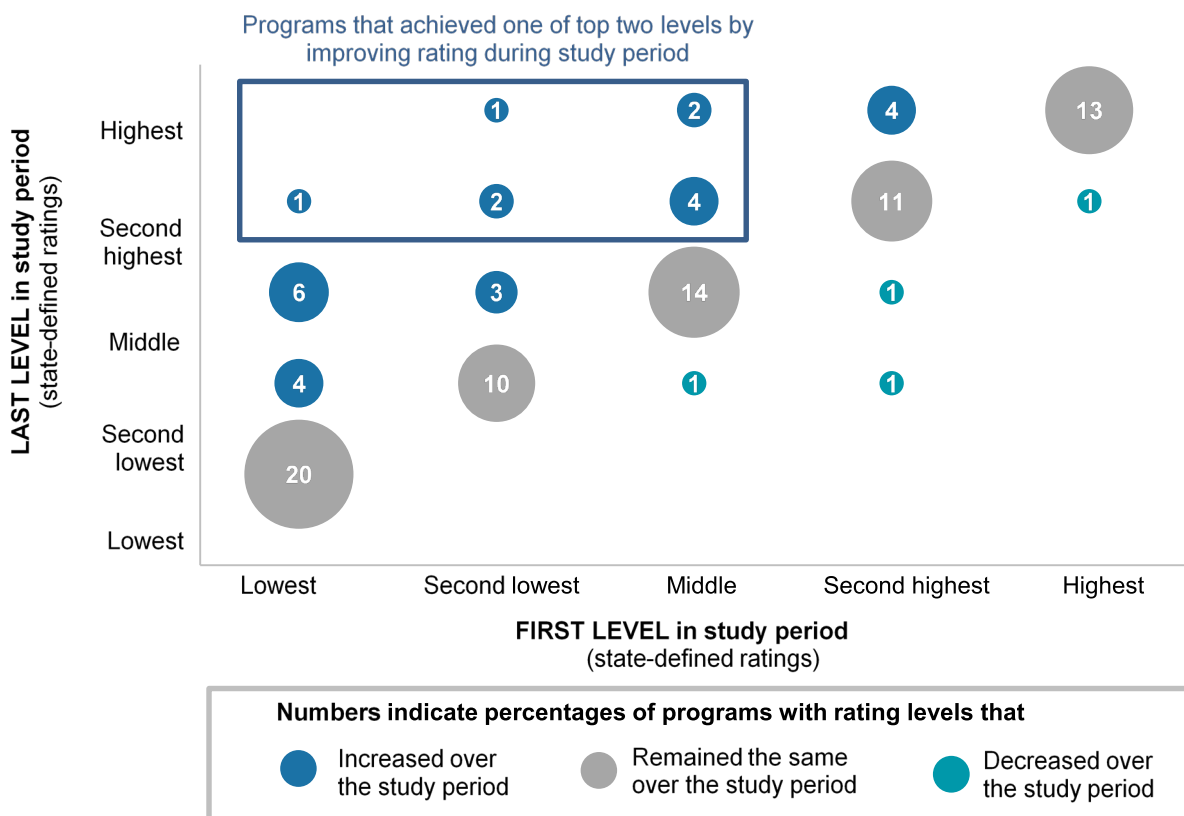 Programs that achieved one of top two levels by
improving rating during study period
LAST LEVEL in study period
(state-defined ratings)
Highest
1
2
4
13
Second
highest
1
2
4
11
1
Middle
6
3
14
1
Second
lowest
4
10
1
1
Lowest
20
Lowest
Second lowest
Middle
Second highest
Highest
FIRST LEVEL in study period
(state-defined ratings)
Numbers indicate percentages of programs with rating levels that
Increased over
the study period
Remained the same
over the study period
Decreased over
the study period